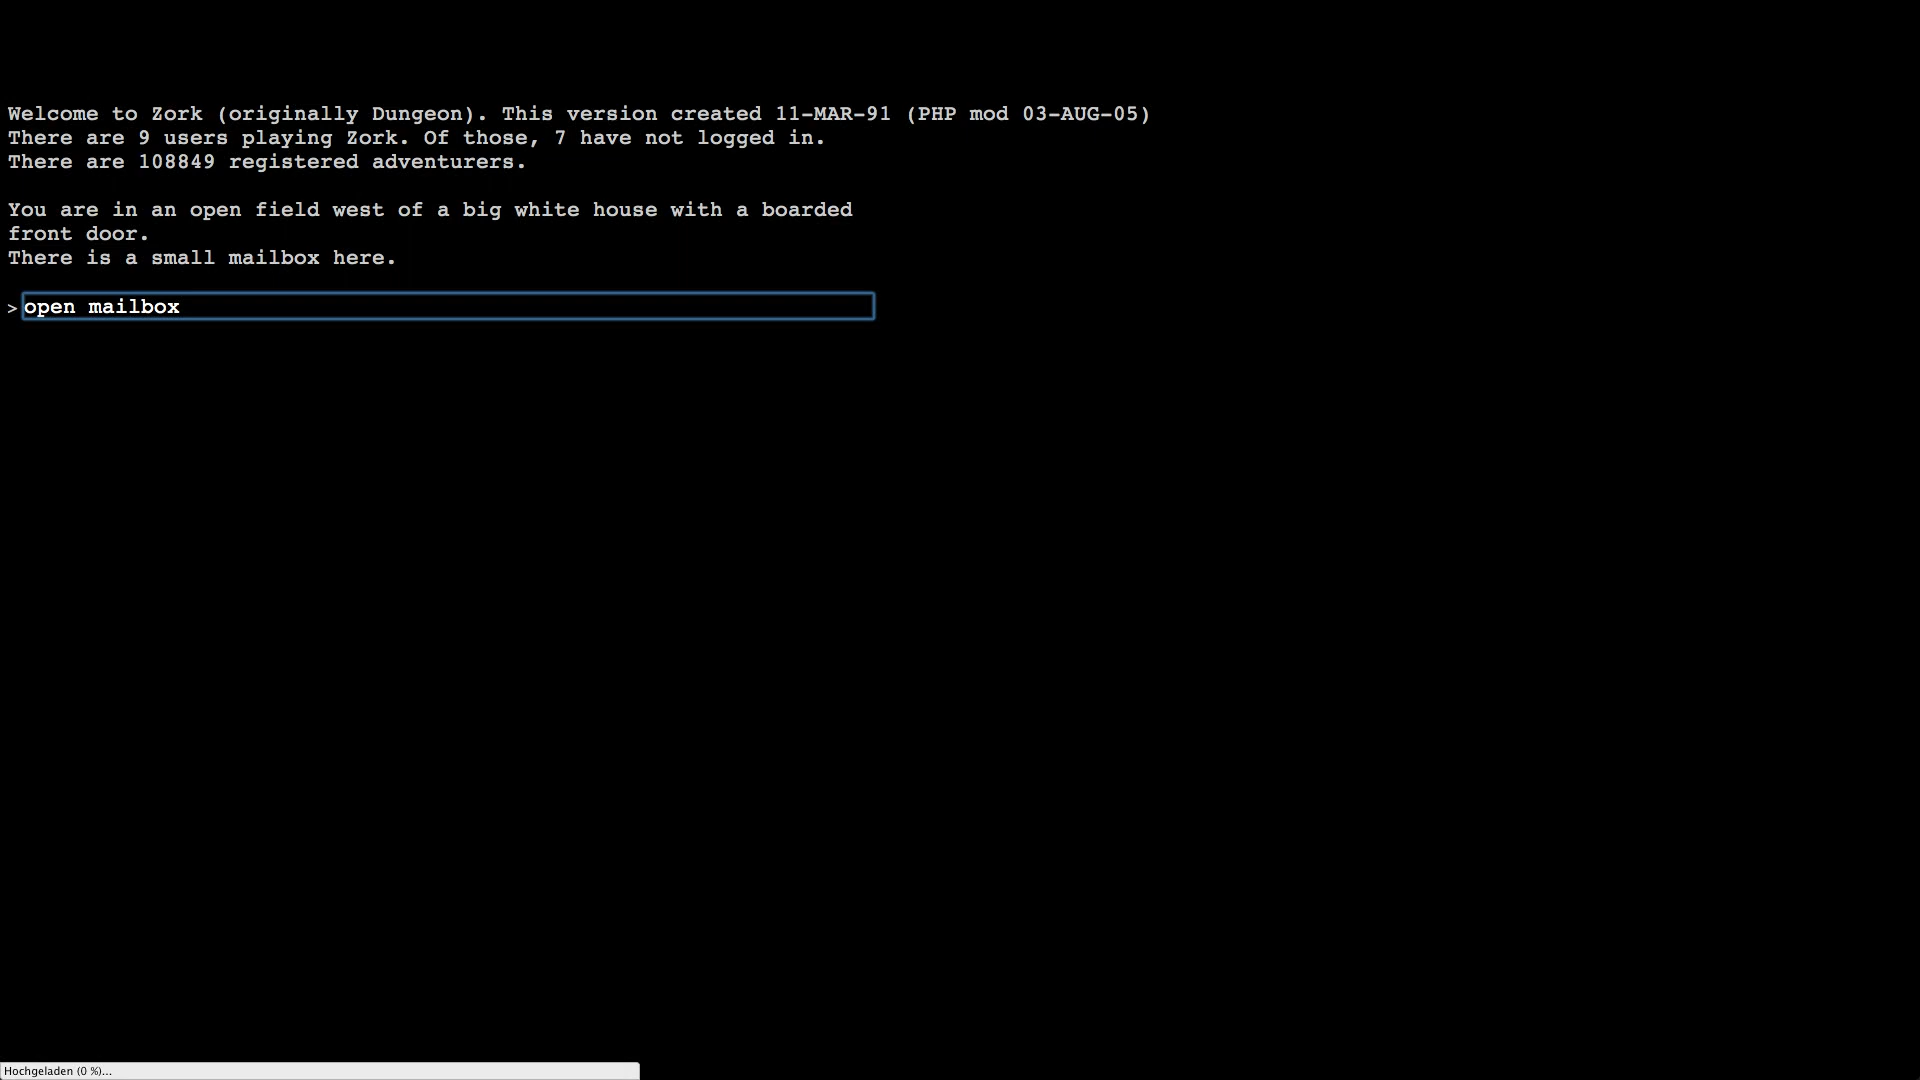 Welcome to Zork (originally Dungeon). This version created 11-MAR-91 (PHP mod 03-AUG-05)
There are 9 users playing Zork. Of those, 7 have not logged in.
There are 108849 registered adventurers.
You are in an open field west of a big white house with a boarded
front door.
There is a small mailbox here.
>open mailbox
Hochgeladen (0 %)...